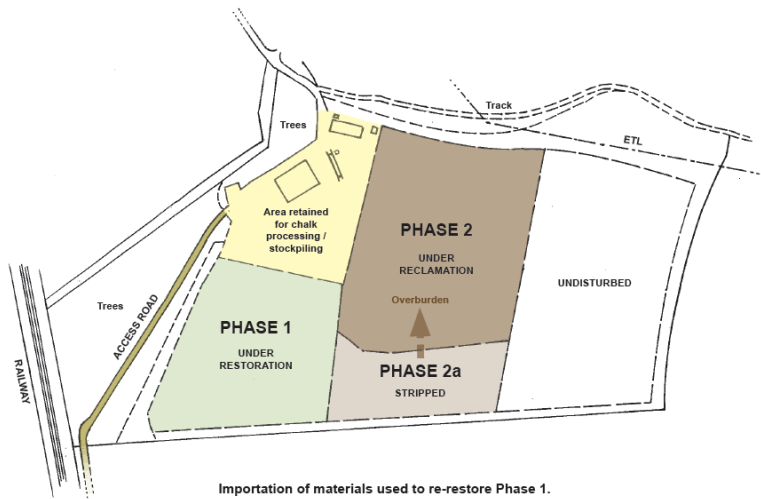 Track
Trees
ETL
Area retained
for chalk
processing /
stockpiling
PHASE 2
UNDER
RECLAMATION
UNDISTURBED
Overburden
Trees
ACCESS ROAD
PHASE 1
UNDER
RESTORATION
PHASE 2a
STRIPPED
RAILWAY
Importation of materials used to re-restore Phase 1.